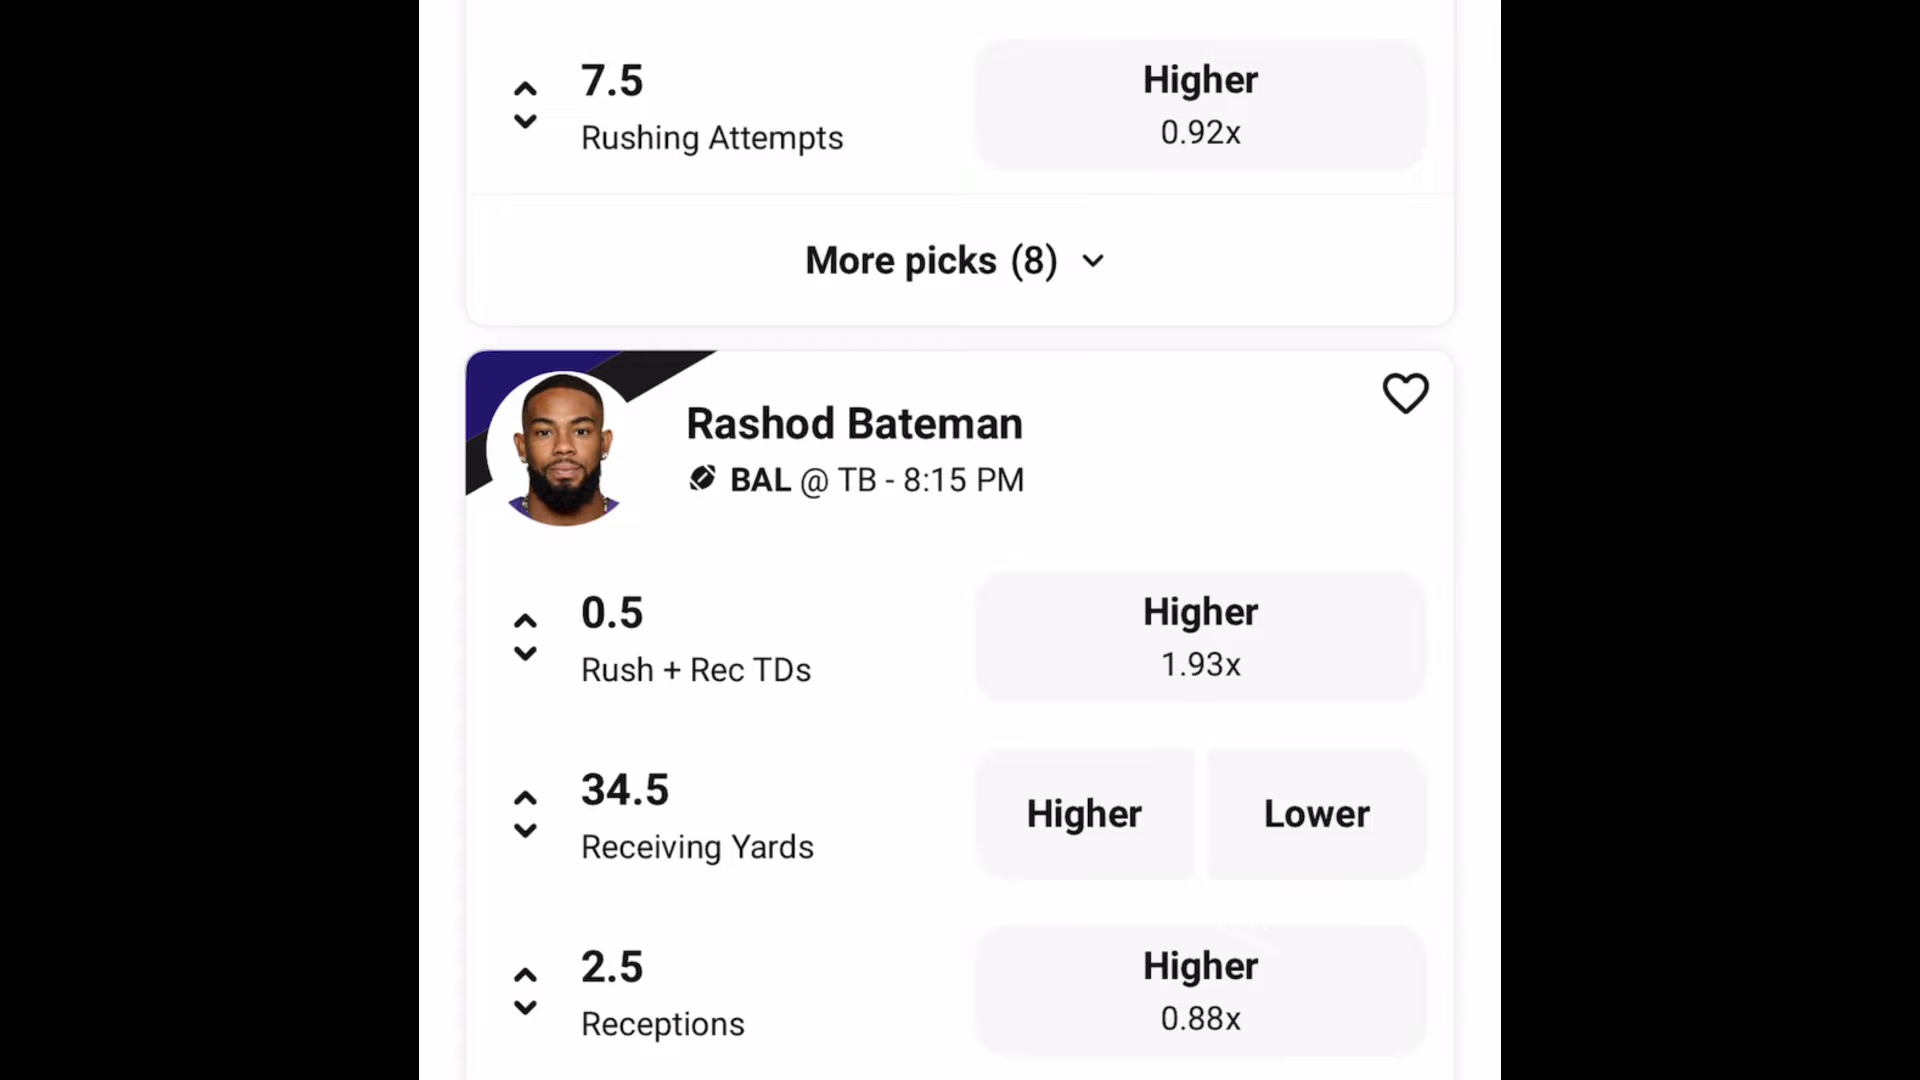 7.5
Rushing Attempts
Higher
0.92x
More picks (8)
Rashod Bateman
BAL @ TB - 8:15 PM
0.5
Rush + Rec TDs
Higher
1.93x
34.5
Receiving Yards
Higher
Lower
2.5
Receptions
Higher
0.88x